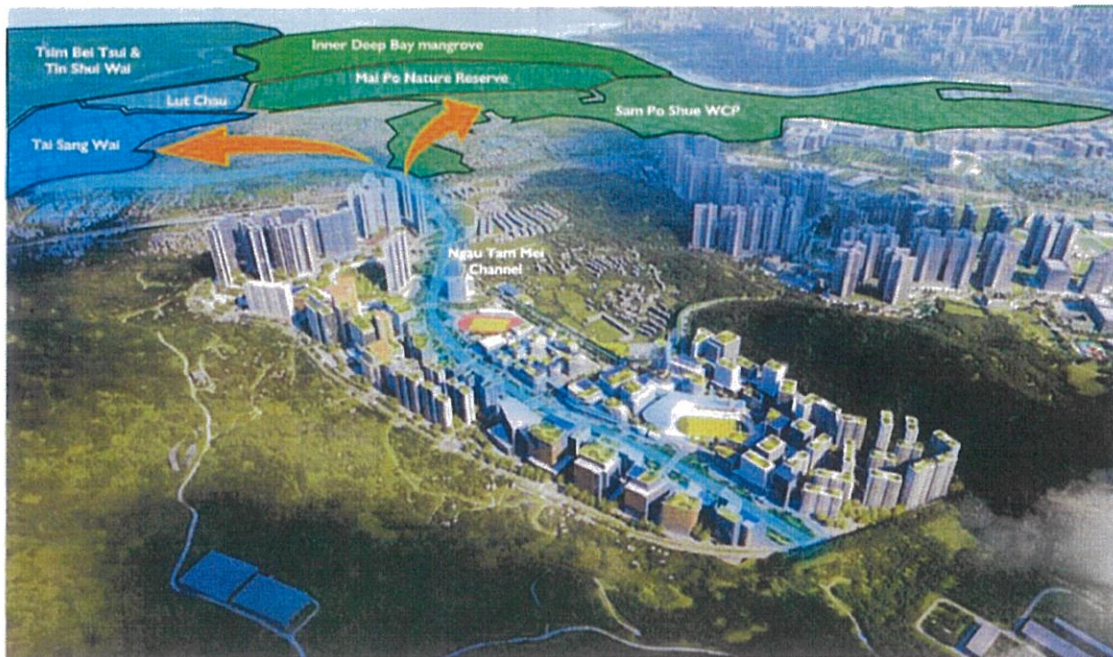 Tsim Bei Tsui &
Tin Shui Wai
Inner Deep Bay mangrove
Mai Po Nature Reserve
Lut Chau
Sam Po Shue WCP
Tai Sang Wai
Ngau Tam Mei
Channel